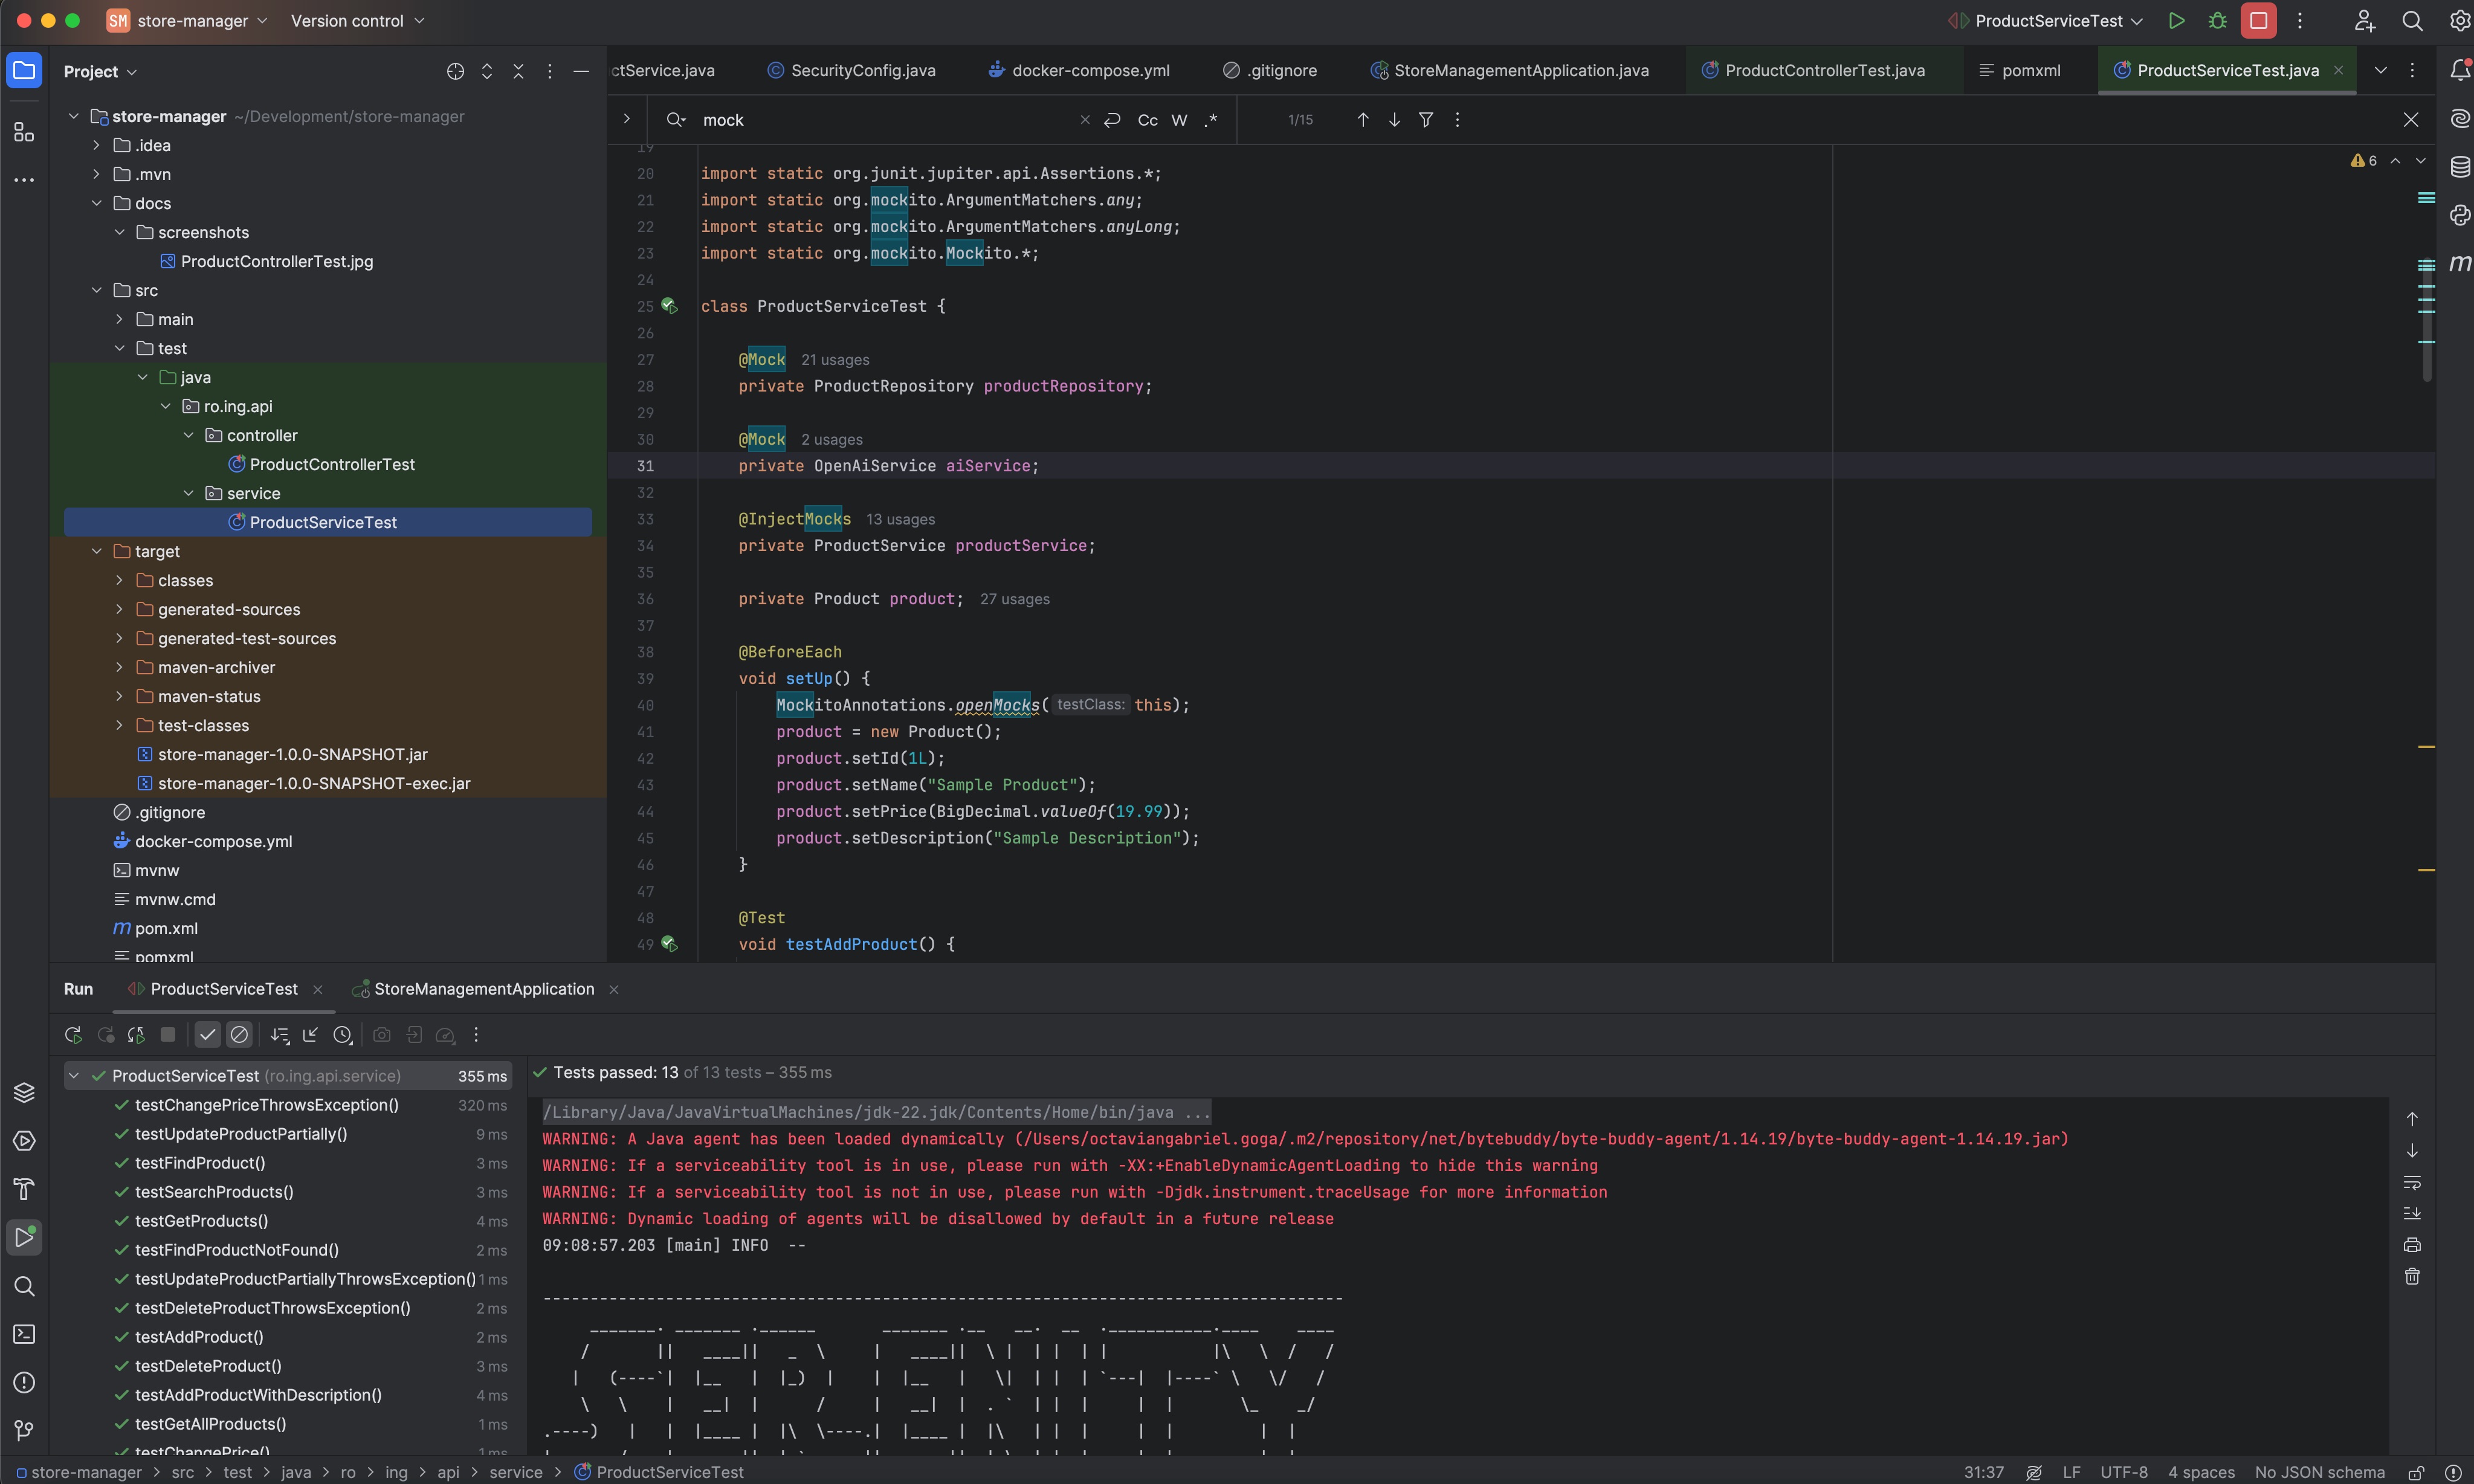 SM store-manager Version control ProductServiceTest
Project
ctService.java SecurityConfig.java docker-compose.yml .gitignore StoreManagementApplication.java ProductControllerTest.java pomxml ProductServiceTest.java
mock Cc W .* 1/15
store-manager ~/Development/store-manager
.idea
.mvn
docs
screenshots
ProductControllerTest.jpg
src
main
test
java
ro.ing.api
controller
ProductControllerTest
service
ProductServiceTest
target
classes
generated-sources
generated-test-sources
maven-archiver
maven-status
test-classes
store-manager-1.0.0-SNAPSHOT.jar
store-manager-1.0.0-SNAPSHOT-exec.jar
.gitignore
docker-compose.yml
mvnw
mvnw.cmd
m pom.xml
pomxml
6
m
19
20 import static org.junit.jupiter.api.Assertions.*;
21 import static org.mockito.ArgumentMatchers.any;
22 import static org.mockito.ArgumentMatchers.anyLong;
23 import static org.mockito.Mockito.*;
24
25 class ProductServiceTest {
26
27 @Mock 21 usages
28 private ProductRepository productRepository;
29
30 @Mock 2 usages
31 private OpenAiService aiService;
32
33 @InjectMocks 13 usages
34 private ProductService productService;
35
36 private Product product; 27 usages
37
38 @BeforeEach
39 void setUp() {
40 MockitoAnnotations.openMocks( testClass: this);
41 product = new Product();
42 product.setId(1L);
43 product.setName("Sample Product");
44 product.setPrice(BigDecimal.valueOf(19.99));
45 product.setDescription("Sample Description");
46 }
47
48 @Test
49 void testAddProduct() {
Run ProductServiceTest StoreManagementApplication
ProductServiceTest (ro.ing.api.service) 355 ms
testChangePriceThrowsException() 320 ms
testUpdateProductPartially() 9 ms
testFindProduct() 3 ms
testSearchProducts() 3 ms
testGetProducts() 4 ms
testFindProductNotFound() 2 ms
testUpdateProductPartiallyThrowsException() 1 ms
testDeleteProductThrowsException() 2 ms
testAddProduct() 2 ms
testDeleteProduct() 3 ms
testAddProductWithDescription() 4 ms
testGetAllProducts() 1 ms
testChangePrice() 1 ms
Tests passed: 13 of 13 tests – 355 ms
/Library/Java/JavaVirtualMachines/jdk-22.jdk/Contents/Home/bin/java ...
WARNING: A Java agent has been loaded dynamically (/Users/octaviangabriel.goga/.m2/repository/net/bytebuddy/byte-buddy-agent/1.14.19/byte-buddy-agent-1.14.19.jar)
WARNING: If a serviceability tool is in use, please run with -XX:+EnableDynamicAgentLoading to hide this warning
WARNING: If a serviceability tool is not in use, please run with -Djdk.instrument.traceUsage for more information
WARNING: Dynamic loading of agents will be disallowed by default in a future release
09:08:57.203 [main] INFO --
SERENITY
store-manager > src > test > java > ro > ing > api > service > ProductServiceTest 31:37 LF UTF-8 4 spaces No JSON schema